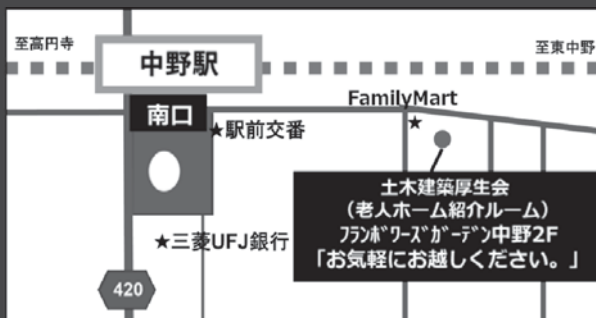 至高円寺
至東中野
中野駅
南口
FamilyMart
★
★駅前交番
土木建築厚生会
（老人ホーム紹介ルーム）
フランボワーズガーデン中野2F
「お気軽にお越しください。」
★三菱UFJ銀行
420